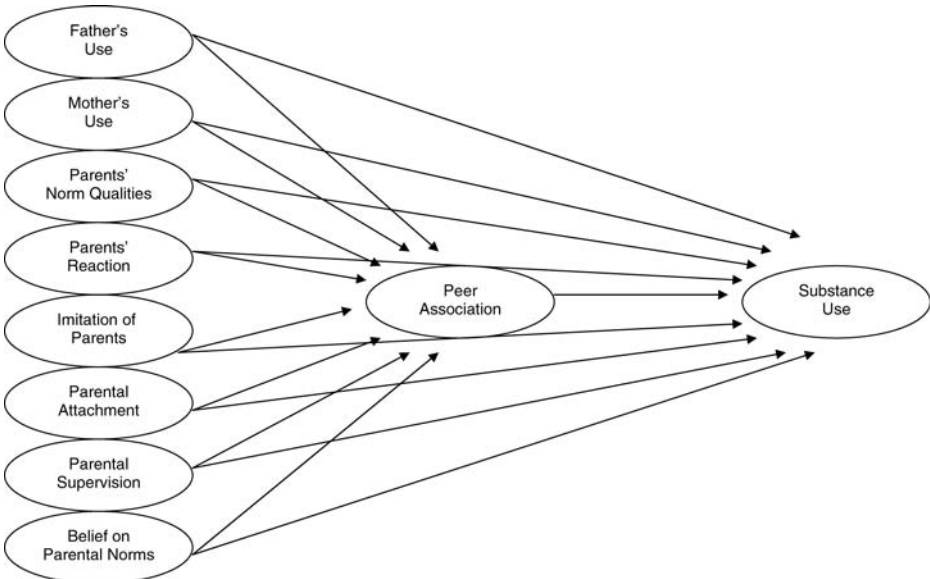 Father's
Use
Mother's
Use
Parents'
Norm Qualities
Parents'
Reaction
Imitation of
Parents
Parental
Attachment
Parental
Supervision
Belief on
Parental Norms
Peer
Association
Substance
Use